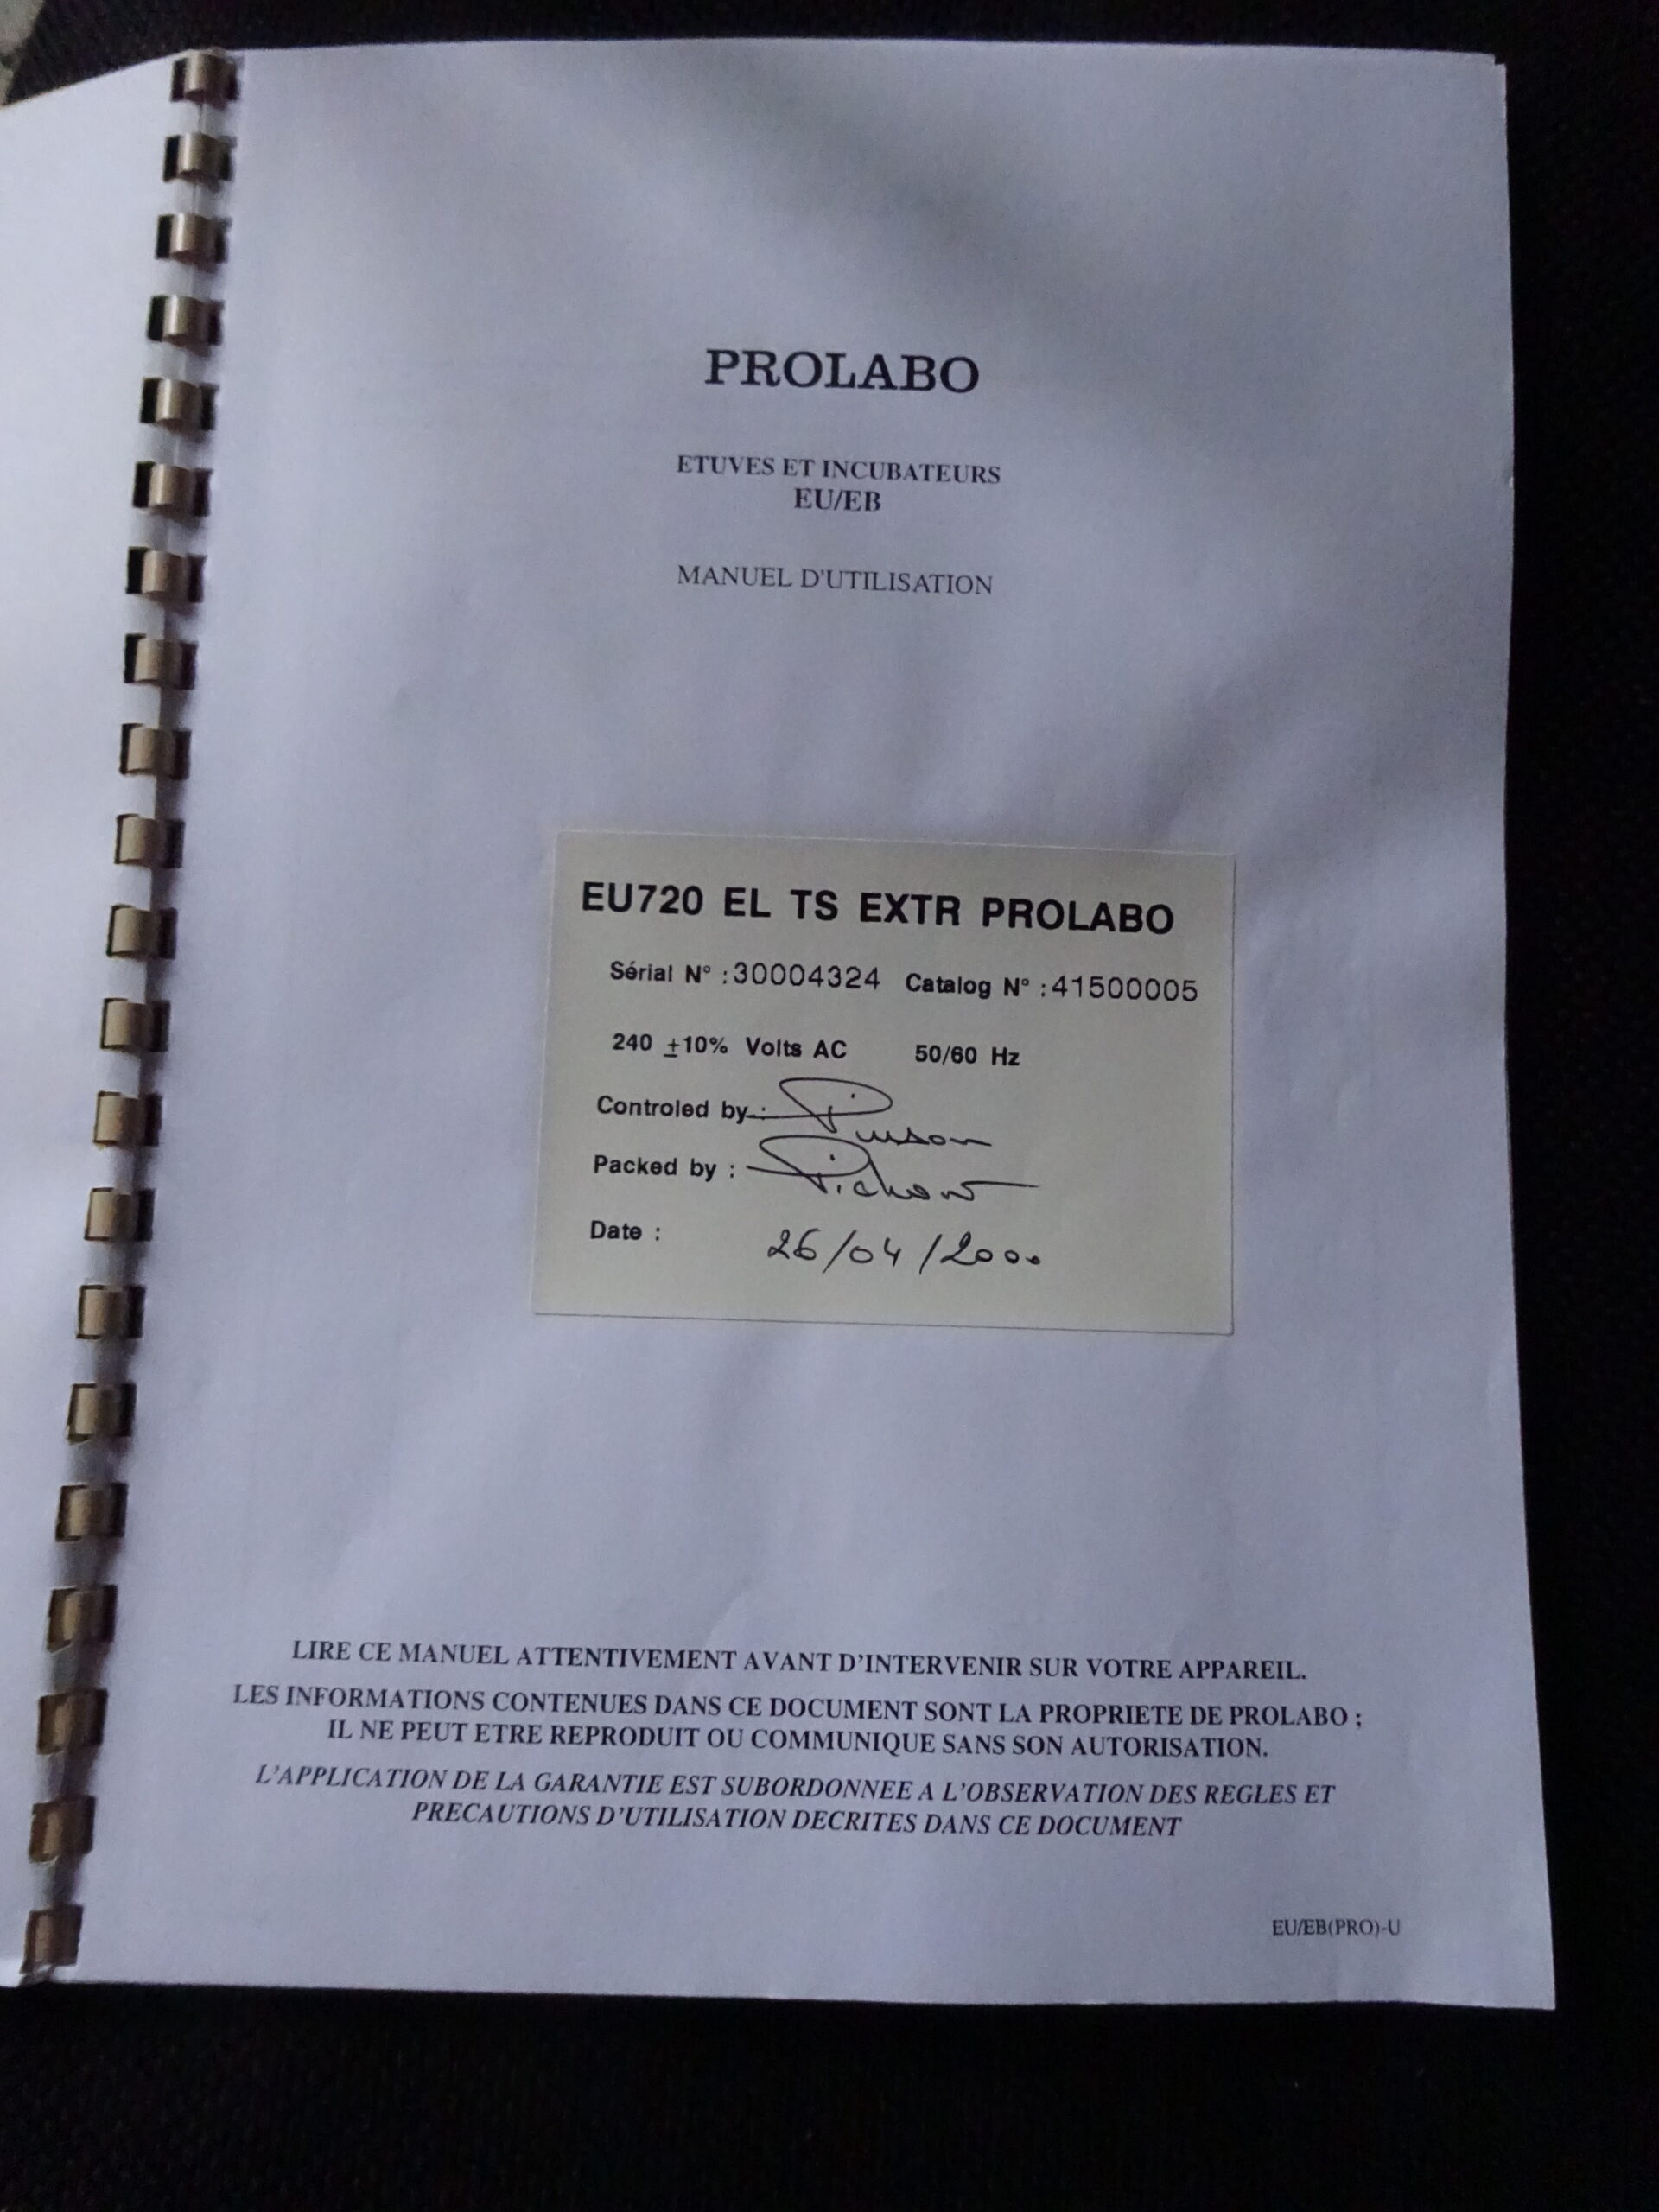 PROLABO
ETUVES ET INCUBATEURS
EU/EB
MANUEL D'UTILISATION
EU720 EL TS EXTR PROLABO
Sérial N° : 30004324 Catalog N° : 41500005
240 ±10% Volts AC 50/60 Hz
Controled by :
Packed by :
Date : 26/04/2000
LIRE CE MANUEL ATTENTIVEMENT AVANT D'INTERVENIR SUR VOTRE APPAREIL.
LES INFORMATIONS CONTENUES DANS CE DOCUMENT SONT LA PROPRIETE DE PROLABO ;
IL NE PEUT ETRE REPRODUIT OU COMMUNIQUE SANS SON AUTORISATION.
L'APPLICATION DE LA GARANTIE EST SUBORDONNEE A L'OBSERVATION DES REGLES ET
PRECAUTIONS D'UTILISATION DECRITES DANS CE DOCUMENT
EU/EB(PRO)-U